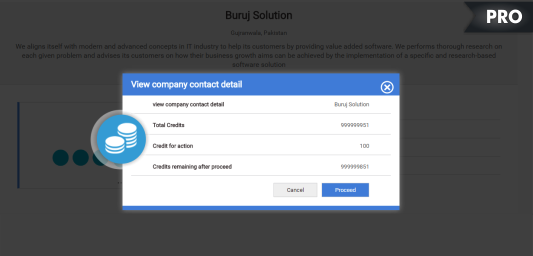 PRO
Buruj Solution
Gujranwala, Pakistan
We aligns itself with modern and advanced concepts in IT Industry to help its customers by providing value added software. We performs thorough research on
each given problem and advises its customers on how their business growth aims can be achieved by the implementation of a specific and research-based
software solution
View company contact detail
view company contact detail Buruj Solution
Total Credits 999999951
Credit for action 100
Credits remaining after proceed 999999851
Cancel Proceed